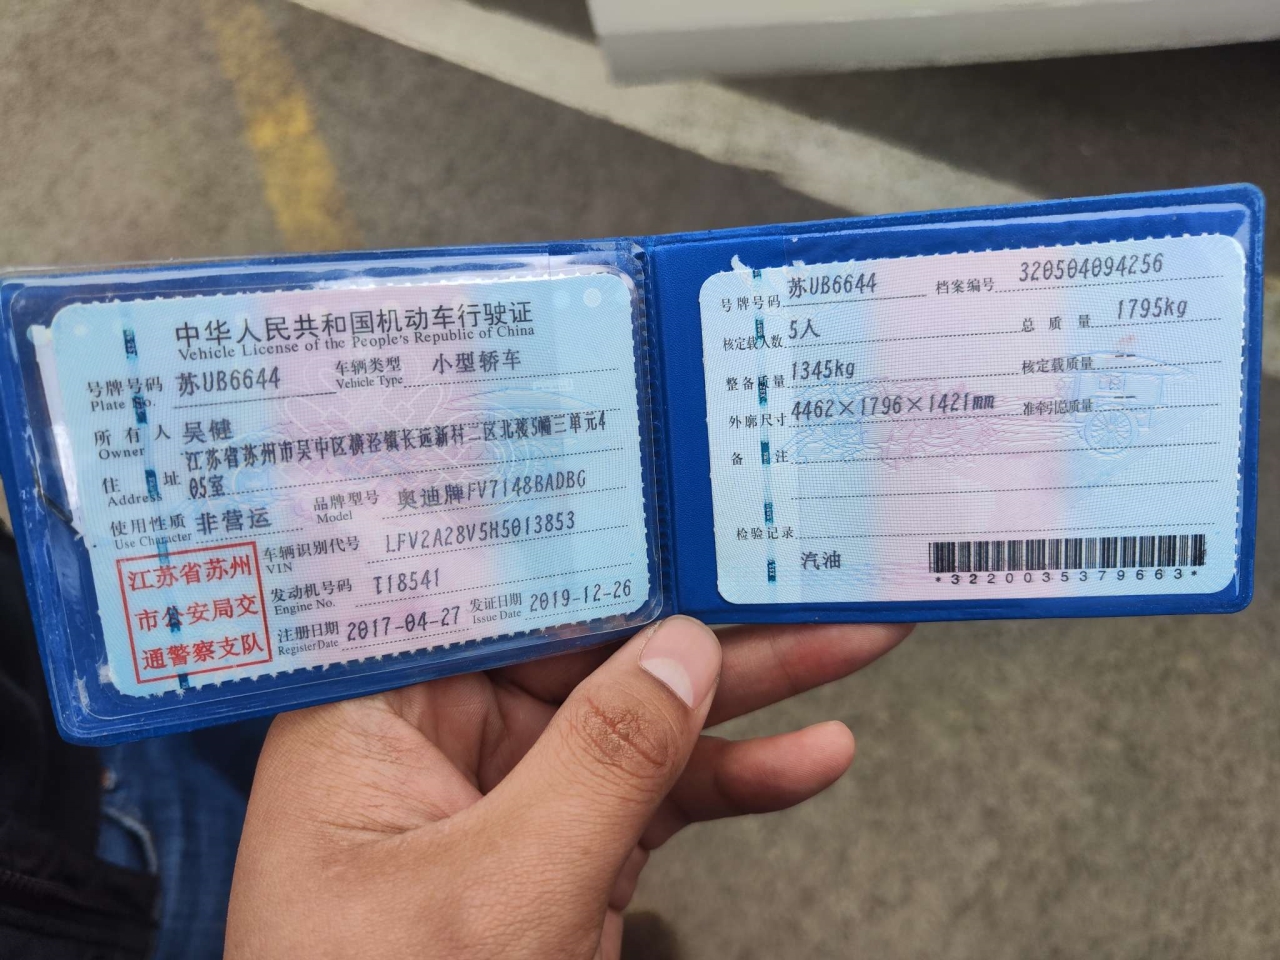 中华人民共和国机动车行驶证
Vehicle License of the People's Republic of China
号牌号码 苏UB6644 车辆类型 小型轿车
Plate No. Vehicle Type
所有人 吴健
Owner
住址 江苏省苏州市吴中区横泾镇长远新村二区北蒌5幢三单元4
Address 05室
使用性质 非营运 品牌型号 奥迪牌FV7148BADBG
Use Character Model
江苏省苏州
市公安局交
通警察支队
车辆识别代号 LFV2A28V5H5013853
VIN
发动机号码 T18541
Engine No.
注册日期 2017-04-27 发证日期 2019-12-26
Register Date Issue Date
号牌号码 苏UB6644 档案编号 320504094256
核定载人数 5人 总质量 1795kg
整备质量 1345kg 核定载质量 --
外廓尺寸 4462×1796×1421mm 准牵引总质量 --
备注
检验记录
汽油
*3220035379663*